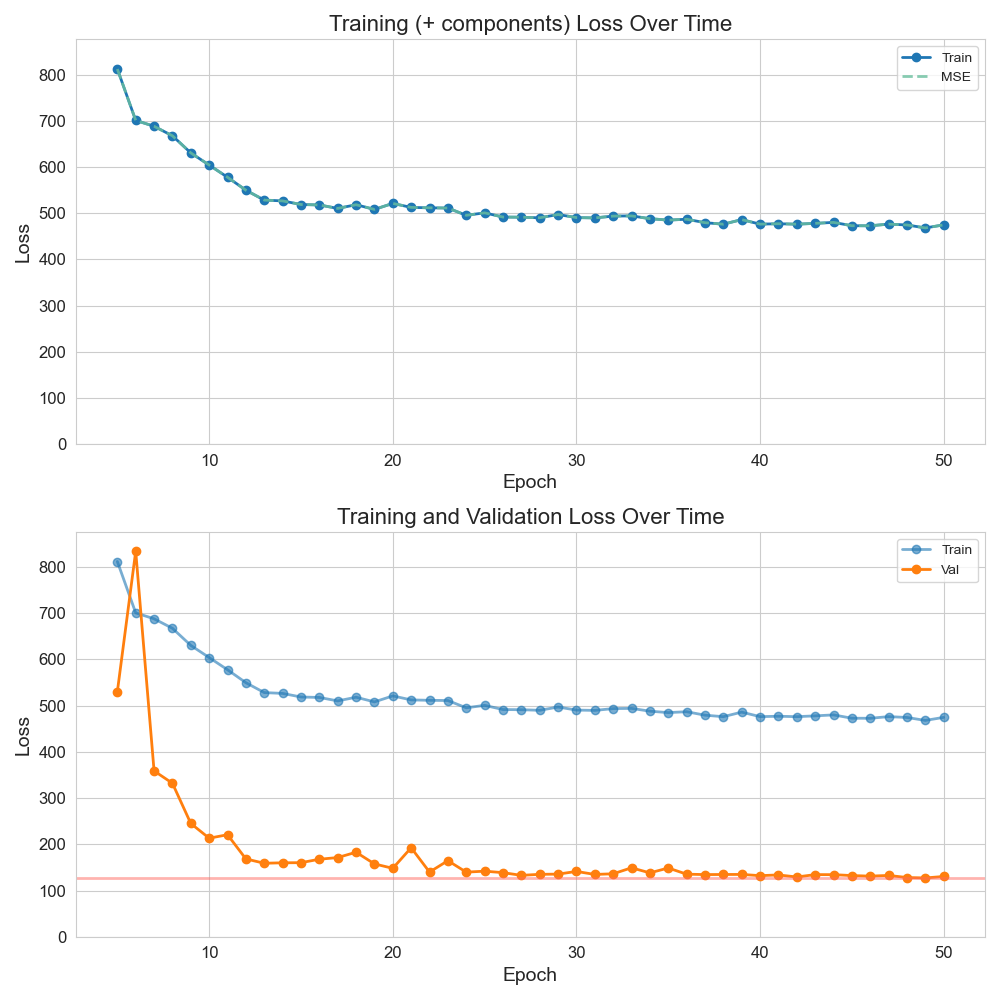 Training (+ components) Loss Over Time
Train
MSE
800
700
600
500
400
300
200
100
0
Loss
10 20 30 40 50
Epoch
Training and Validation Loss Over Time
Train
Val
800
700
600
500
400
300
200
100
0
Loss
10 20 30 40 50
Epoch